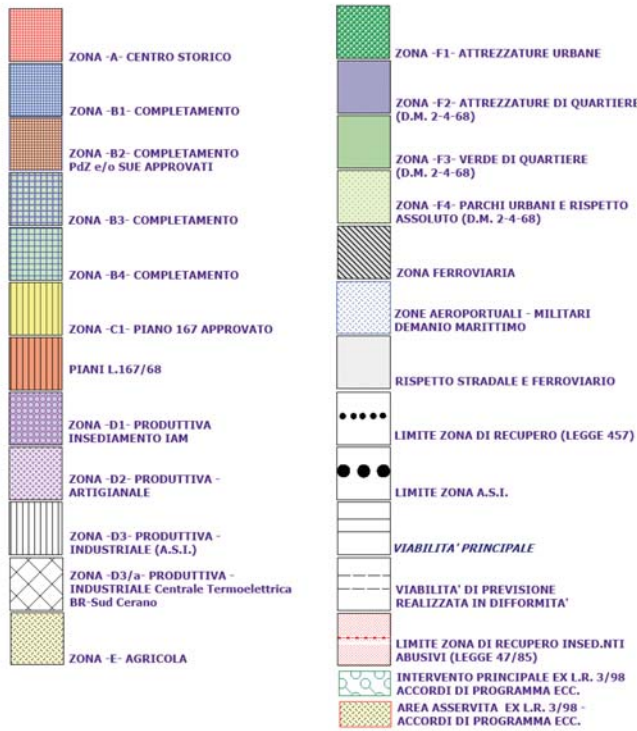 ZONA -A- CENTRO STORICO
ZONA -B1- COMPLETAMENTO
ZONA -B2- COMPLETAMENTO
PdZ e/o SUE APPROVATI
ZONA -B3- COMPLETAMENTO
ZONA -B4- COMPLETAMENTO
ZONA -C1- PIANO 167 APPROVATO
PIANI L.167/68
ZONA -D1- PRODUTTIVA
INSEDIAMENTO IAM
ZONA -D2- PRODUTTIVA -
ARTIGIANALE
ZONA -D3- PRODUTTIVA -
INDUSTRIALE (A.S.I.)
ZONA -D3/a- PRODUTTIVA -
INDUSTRIALE Centrale Termoelettrica
BR-Sud Cerano
ZONA -E- AGRICOLA
ZONA -F1- ATTREZZATURE URBANE
ZONA -F2- ATTREZZATURE DI QUARTIERE
(D.M. 2-4-68)
ZONA -F3- VERDE DI QUARTIERE
(D.M. 2-4-68)
ZONA -F4- PARCHI URBANI E RISPETTO
ASSOLUTO (D.M. 2-4-68)
ZONA FERROVIARIA
ZONE AEROPORTUALI - MILITARI
DEMANIO MARITTIMO
RISPETTO STRADALE E FERROVIARIO
LIMITE ZONA DI RECUPERO (LEGGE 457)
LIMITE ZONA A.S.I.
VIABILITA' PRINCIPALE
VIABILITA' DI PREVISIONE
REALIZZATA IN DIFFORMITA'
LIMITE ZONA DI RECUPERO INSED.NTI
ABUSIVI (LEGGE 47/85)
INTERVENTO PRINCIPALE EX L.R. 3/98
ACCORDI DI PROGRAMMA ECC.
AREA ASSERVITA EX L.R. 3/98 -
ACCORDI DI PROGRAMMA ECC.